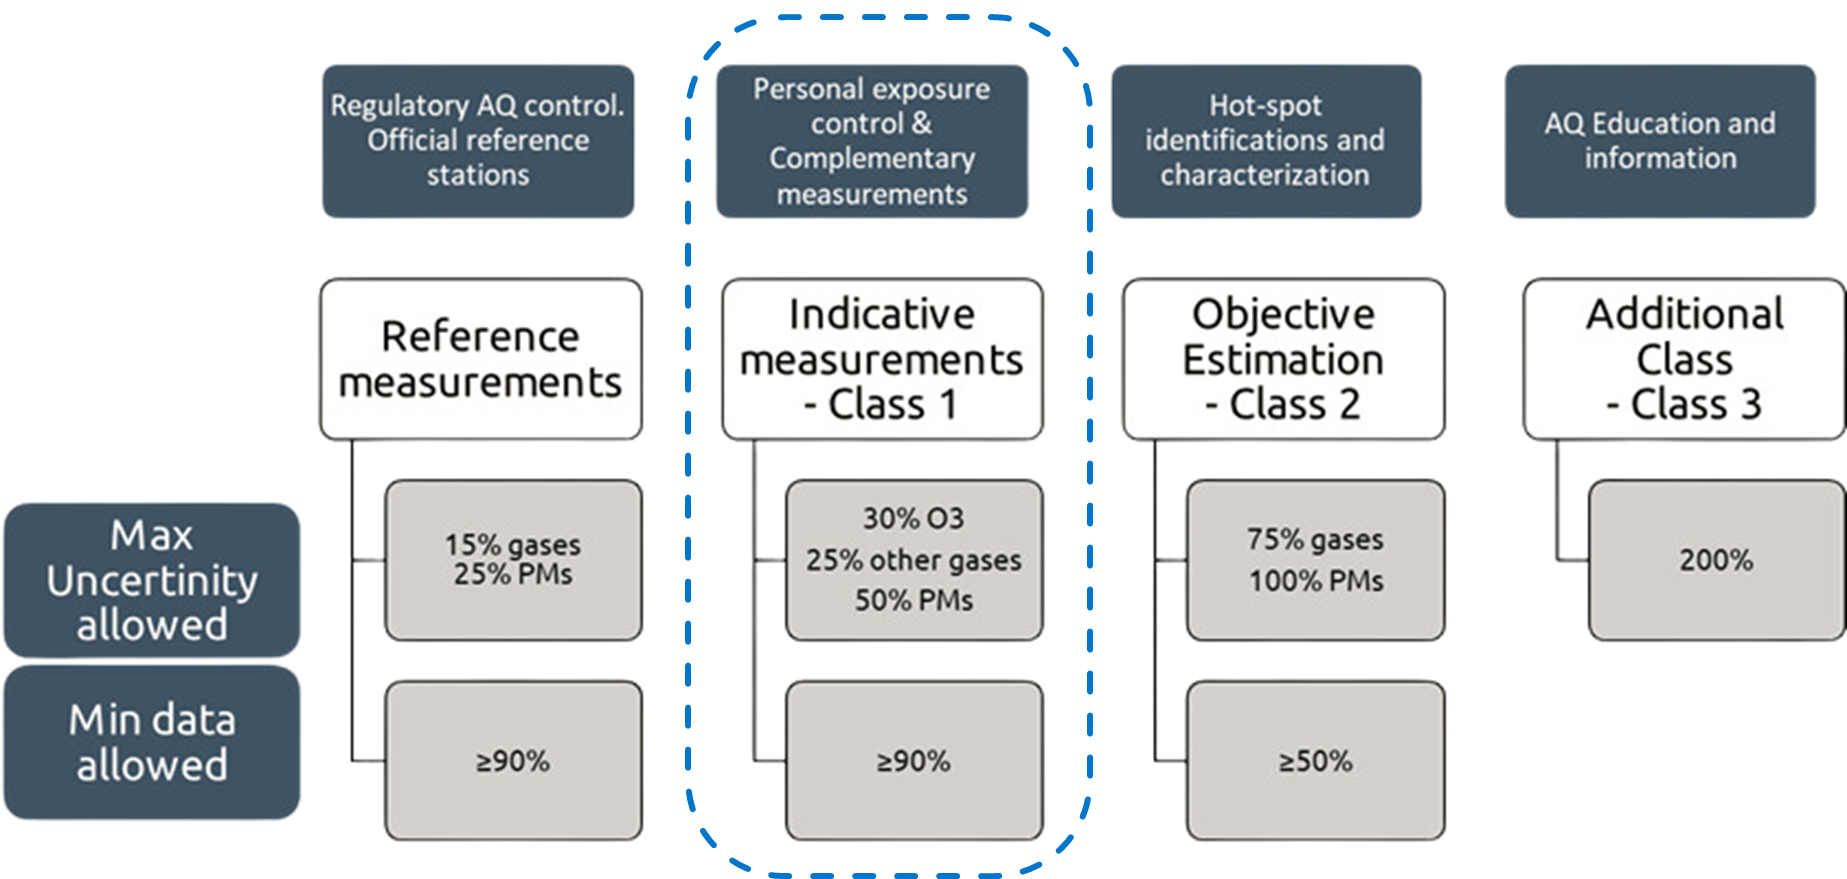 Regulatory AQ control.
Official reference
stations
Personal exposure
control &
Complementary
measurements
Hot-spot
identifications and
characterization
AQ Education and
information
Reference
measurements
Indicative
measurements
- Class 1
Objective
Estimation
- Class 2
Additional
Class
- Class 3
Max
Uncertinity
allowed
15% gases
25% PMs
30% O3
25% other gases
50% PMs
75% gases
100% PMs
200%
Min data
allowed
≥90%
≥90%
≥50%